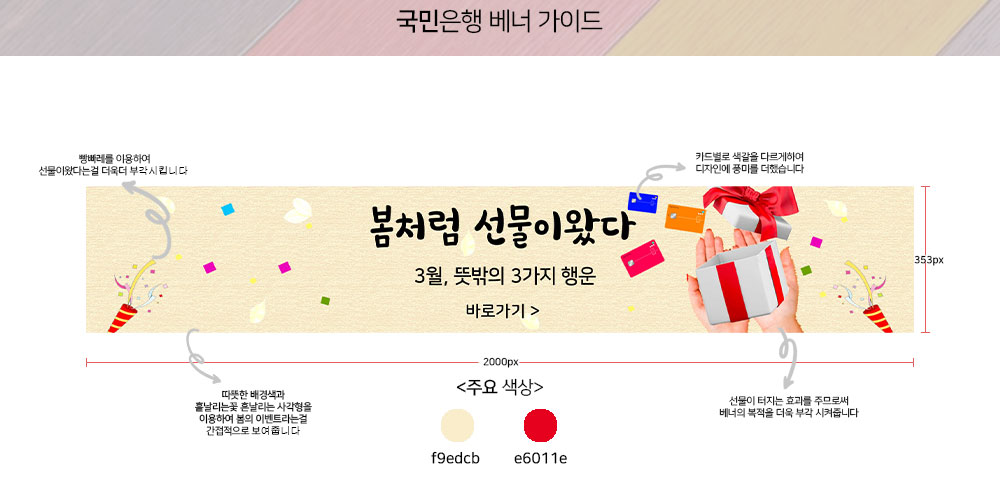 국민은행 베너 가이드
빵빠레를 이용하여
선물이왔다는걸 더욱더 부각시킵니다
카드별로 색깔을 다르게하여
디자인에 풍미를 더했습니다
봄처럼 선물이왔다
3월, 뜻밖의 3가지 행운
바로가기 >
353px
2000px
따뜻한 배경색과
흩날리는꽃 흩날리는 사각형을
이용하여 봄의 이벤트라는걸
간접적으로 보여줍니다
<주요 색상>
f9edcb
e6011e
선물이 터지는 효과를 주므로써
베너의 목적을 더욱 부각 시켜줍니다